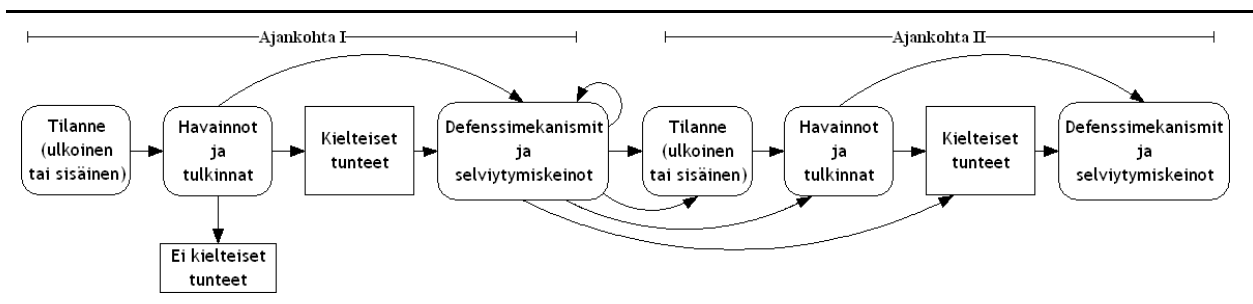 Ajankohta I
Ajankohta II
Tilanne
(ulkoinen
tai sisäinen)
Havainnot
ja
tulkinnat
Kielteiset
tunteet
Defenssimekanismit
ja
selviytymiskeinot
Tilanne
(ulkoinen
tai sisäinen)
Havainnot
ja
tulkinnat
Kielteiset
tunteet
Defenssimekanismit
ja
selviytymiskeinot
Ei kielteiset
tunteet